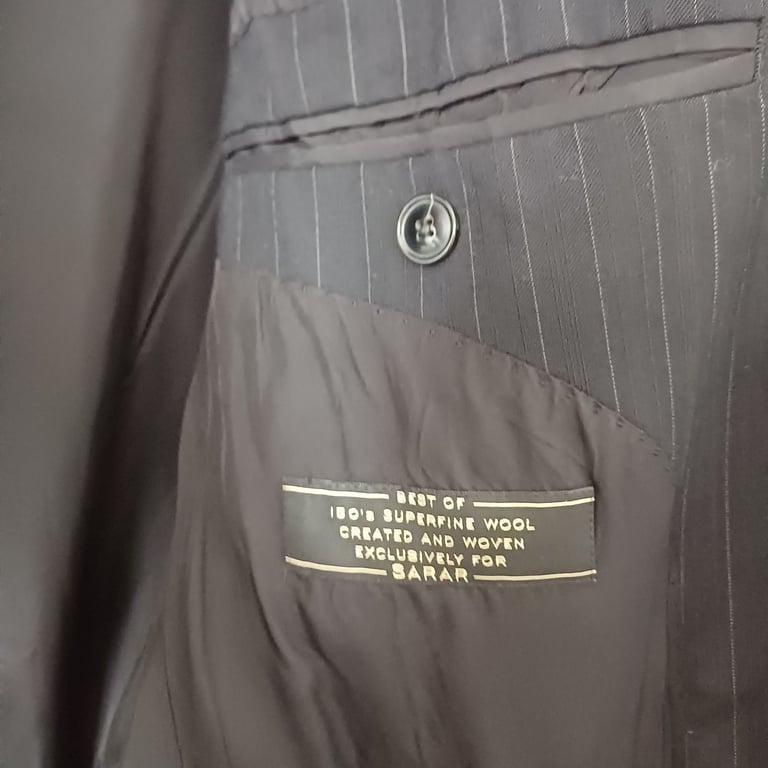 BEST OF
150's SUPERFINE WOOL
CREATED AND WOVEN
EXCLUSIVELY FOR
SARAR